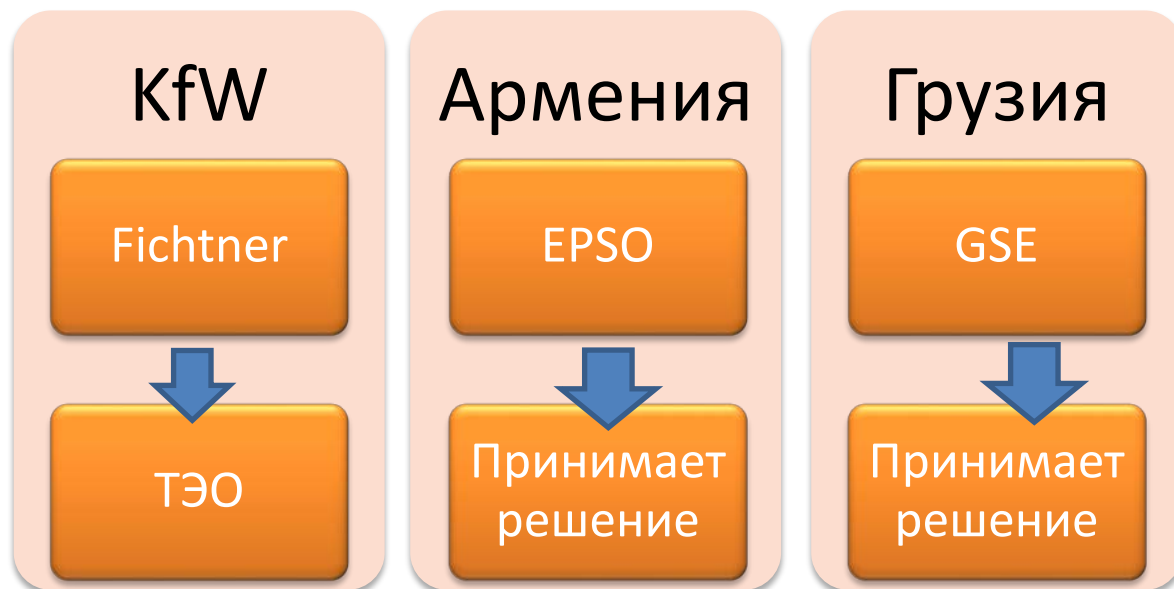 KfW
Fichtner
ТЭО
Армения
EPSO
Принимает
решение
Грузия
GSE
Принимает
решение